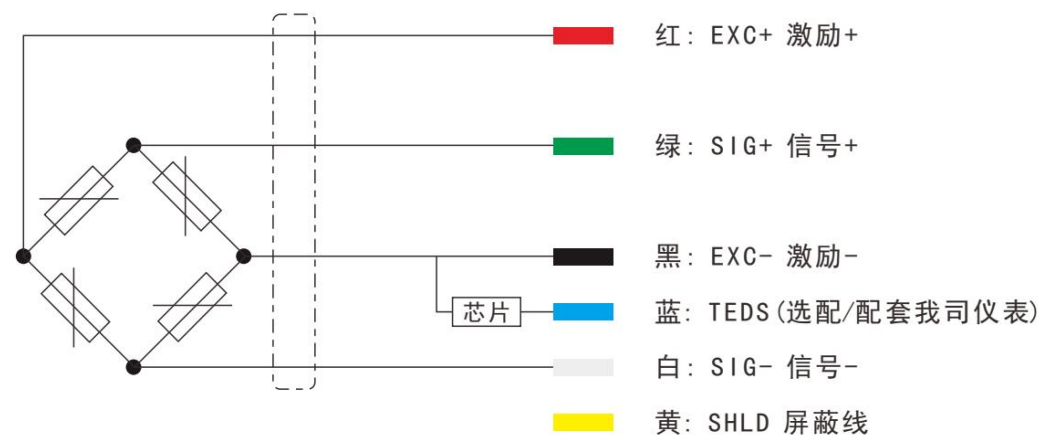 红: EXC+ 激励+
绿: SIG+ 信号+
黑: EXC- 激励-
芯片
蓝: TEDS(选配/配套我司仪表)
白: SIG- 信号-
黄: SHLD 屏蔽线